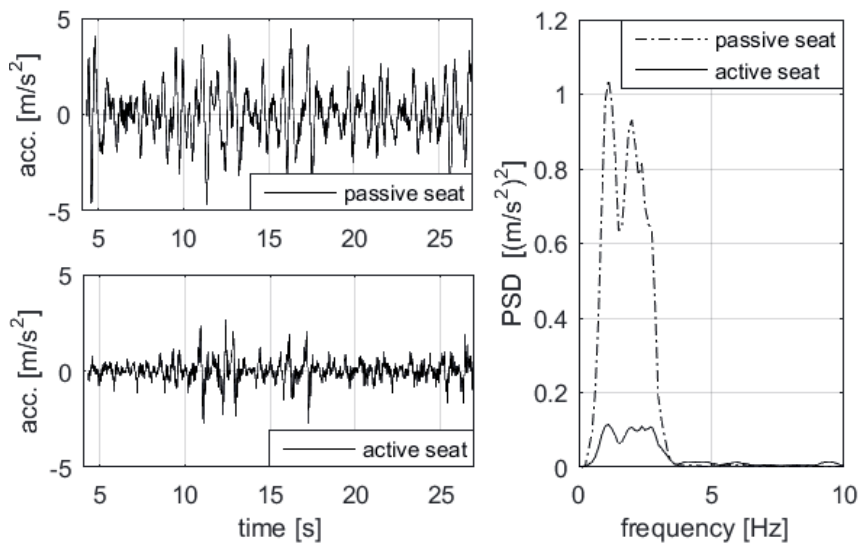 5
0
-5
acc. [m/s²]
passive seat
5 10 15 20 25
5
0
-5
acc. [m/s²]
active seat
5 10 15 20 25
time [s]
1.2
1
0.8
0.6
0.4
0.2
0
PSD [(m/s²)²]
passive seat
active seat
0 5 10
frequency [Hz]